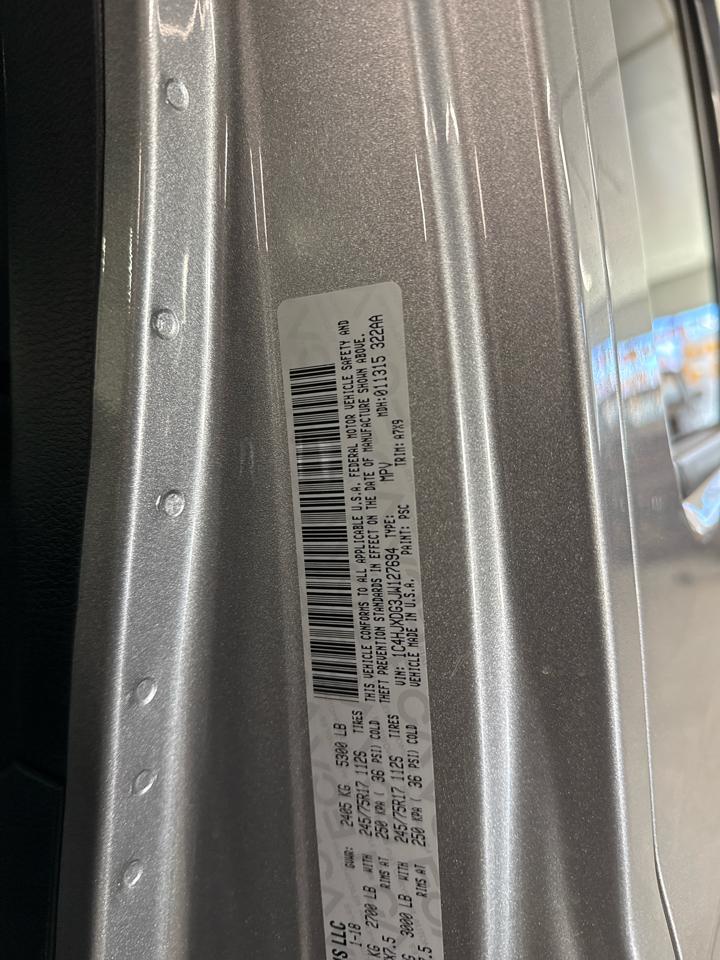 US LLC
1-18 GVWR: 2405 KG 5300 LB
KG 2700 LB WITH 245/75R17 112S TIRES
X7.5 RIMS AT 250 KPA ( 36 PSI) COLD
G 3000 LB WITH 245/75R17 112S TIRES
7.5 RIMS AT 250 KPA ( 36 PSI) COLD
THIS VEHICLE CONFORMS TO ALL APPLICABLE U.S.A. FEDERAL MOTOR VEHICLE SAFETY AND
THEFT PREVENTION STANDARDS IN EFFECT ON THE DATE OF MANUFACTURE SHOWN ABOVE.
VIN: 1C4HJXDG3JW127694 TYPE: MPV MDH:011315 322AA
VEHICLE MADE IN U.S.A. PAINT: PSC TRIM: A7X9